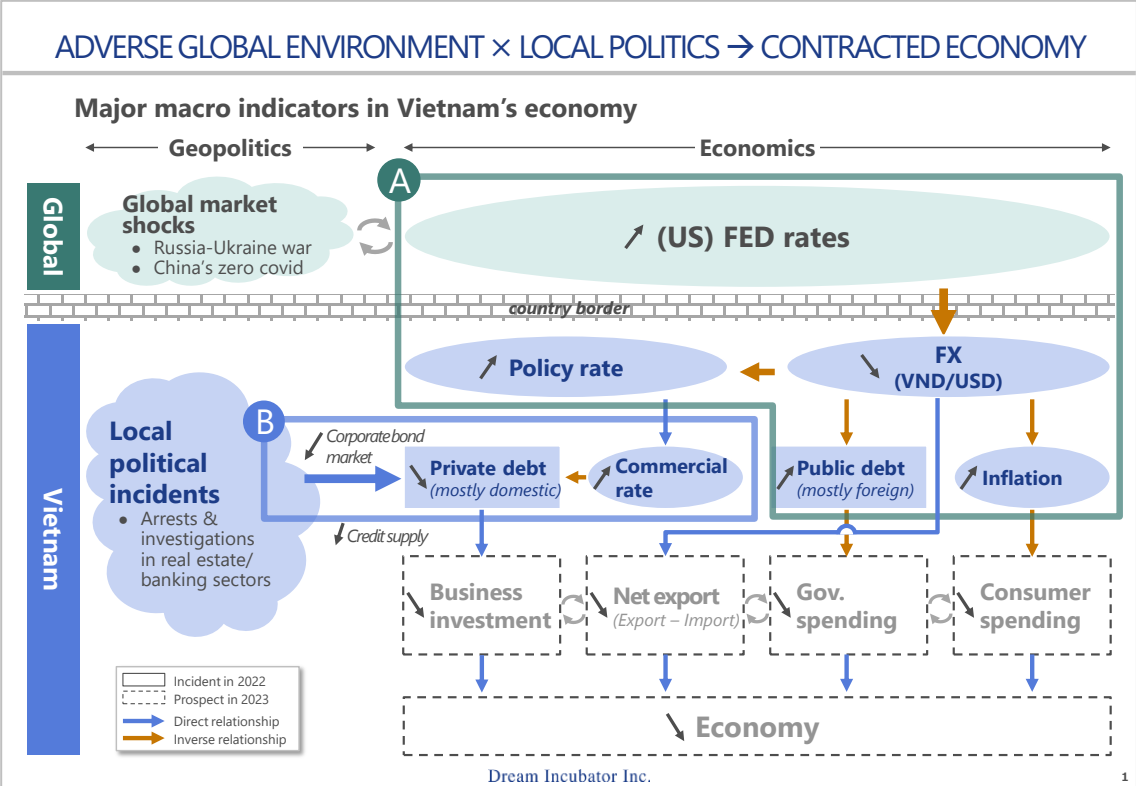 ADVERSE GLOBAL ENVIRONMENT × LOCAL POLITICS → CONTRACTED ECONOMY
Major macro indicators in Vietnam's economy
Geopolitics
Economics
A
Global
Global market
shocks
● Russia-Ukraine war
● China's zero covid
(US) FED rates
country border
Vietnam
Policy rate
FX
(VND/USD)
B
Local
political
incidents
● Arrests &
investigations
in real estate/
banking sectors
Corporate bond
market
Private debt
(mostly domestic)
Commercial
rate
Public debt
(mostly foreign)
Inflation
Credit supply
Business
investment
Net export
(Export – Import)
Gov.
spending
Consumer
spending
Incident in 2022
Prospect in 2023
Direct relationship
Inverse relationship
Economy
Dream Incubator Inc.
1